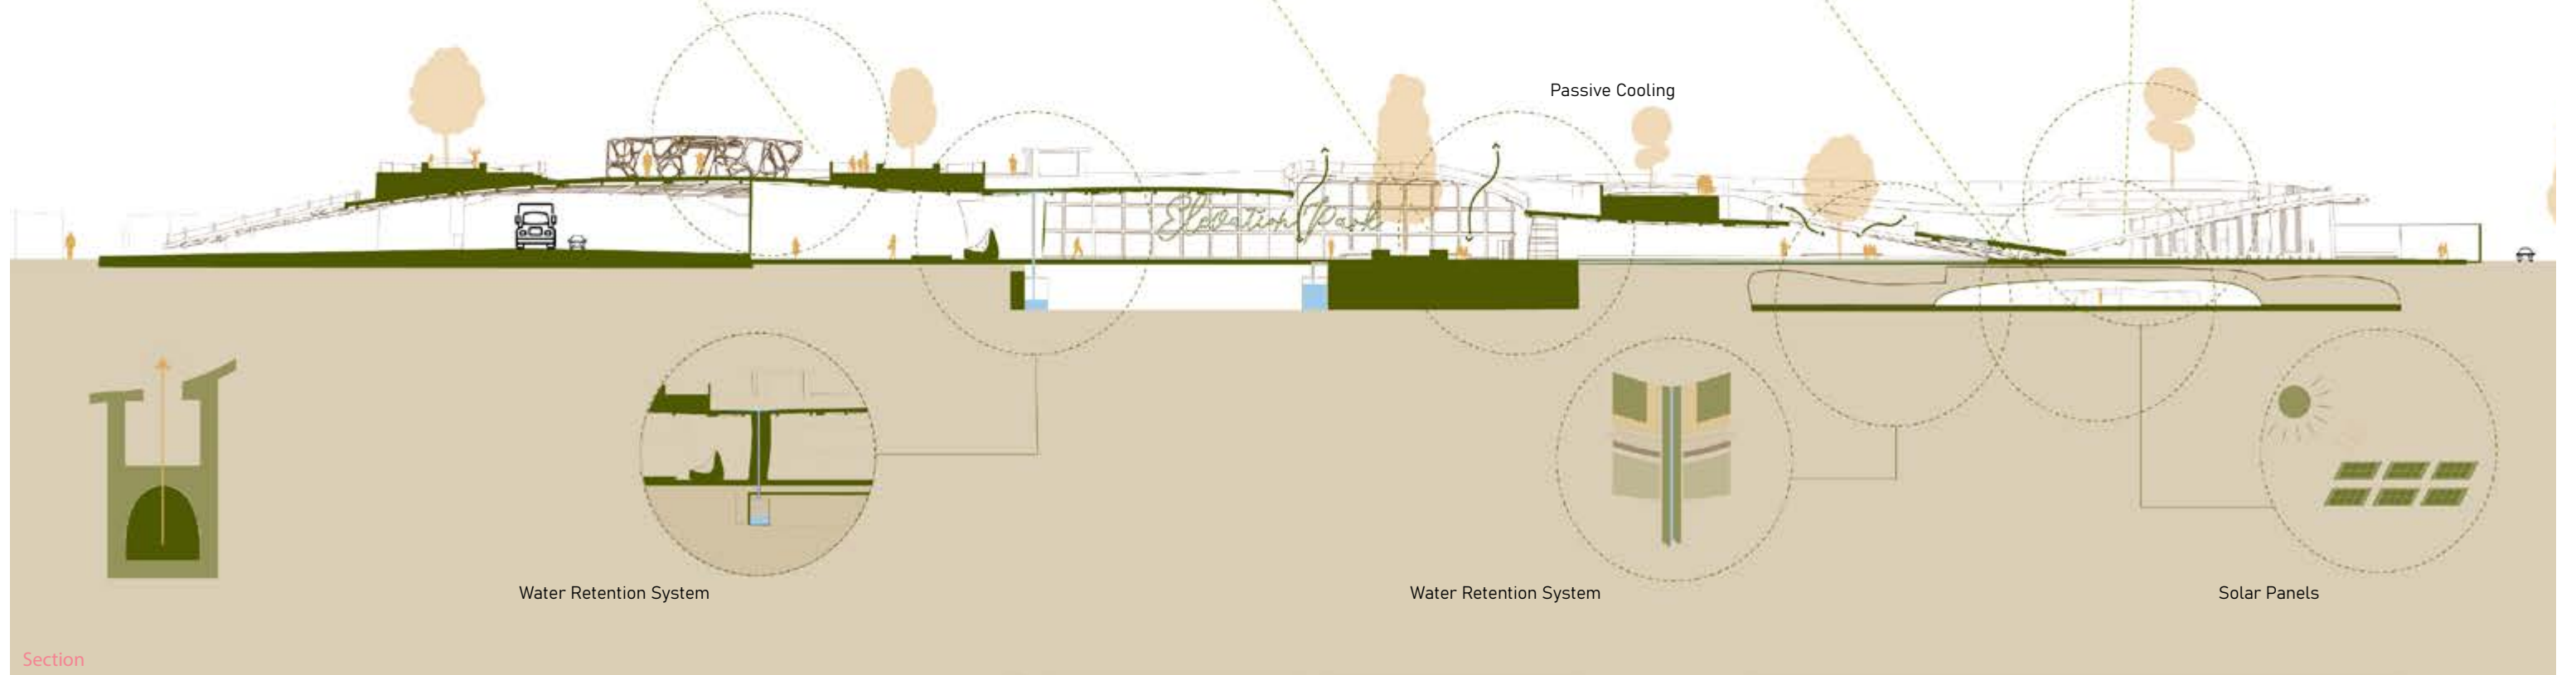 Passive Cooling
Elevation Park
Water Retention System
Water Retention System
Solar Panels
Section